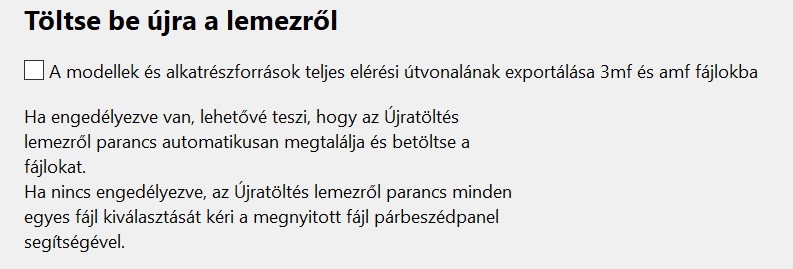 Töltse be újra a lemezről
A modellek és alkatrészforrások teljes elérési útvonalának exportálása 3mf és amf fájlokba
Ha engedélyezve van, lehetővé teszi, hogy az Újratöltés
lemezről parancs automatikusan megtalálja és betöltse a
fájlokat.
Ha nincs engedélyezve, az Újratöltés lemezről parancs minden
egyes fájl kiválasztását kéri a megnyitott fájl párbeszédpanel
segítségével.